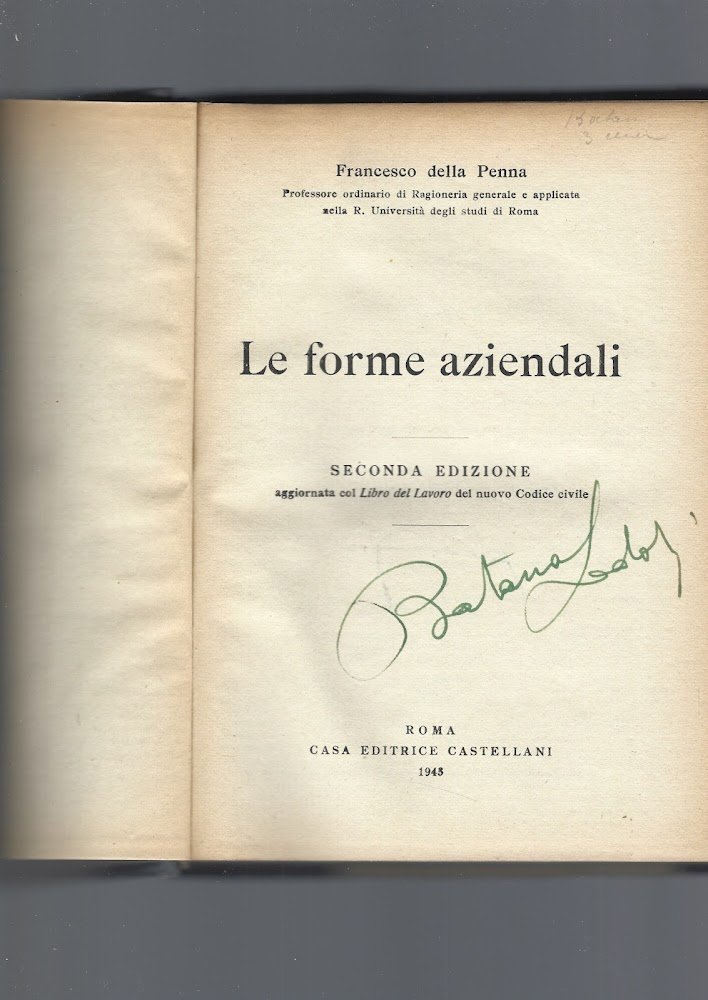 Francesco della Penna
Professore ordinario di Ragioneria generale e applicata
nella R. Università degli studi di Roma
Le forme aziendali
SECONDA EDIZIONE
aggiornata col Libro del Lavoro del nuovo Codice civile
ROMA
CASA EDITRICE CASTELLANI
1943